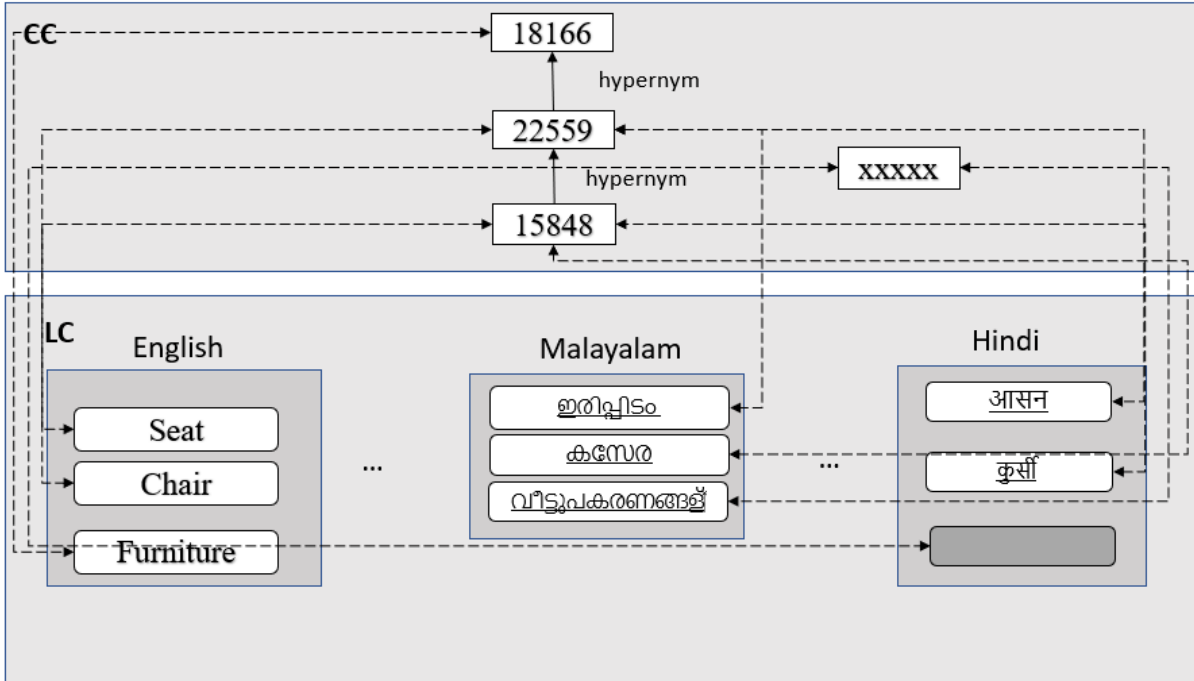 CC
18166
hypernym
22559
xxxxx
hypernym
15848
LC
English
Malayalam
Hindi
Seat
Chair
Furniture
...
ഇരിപ്പിടം
കസേര
വീട്ടുപകരണങ്ങള്
...
आसन
कुर्सी